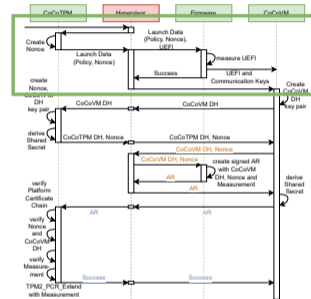 CoCoTPM Hypervisor Firmware CoCoVM
Launch Data
(Policy, Nonce),
UEFI
Create
Nonce
Launch Data
(Policy, Nonce)
measure UEFI
Success
UEFI and
Communication Keys
create
Nonce,
CoCoTPM
DH
key pair
Create
CoCoVM
DH
key pair
CoCoVM DH
CoCoVM DH
derive
Shared
Secret
CoCoTPM DH, Nonce
CoCoTPM DH, Nonce
CoCoVM DH, Nonce
CoCoVM DH, Nonce
create signed AR
with CoCoVM
DH, Nonce and
Measurement
AR
AR
verify
Platform
Certificate
Chain
derive
Shared
Secret
AR
AR
verify
Nonce
and
CoCoVM
DH
verify
Measure-
ment
Success
Success
TPM2_PCR_Extend
with Measurement